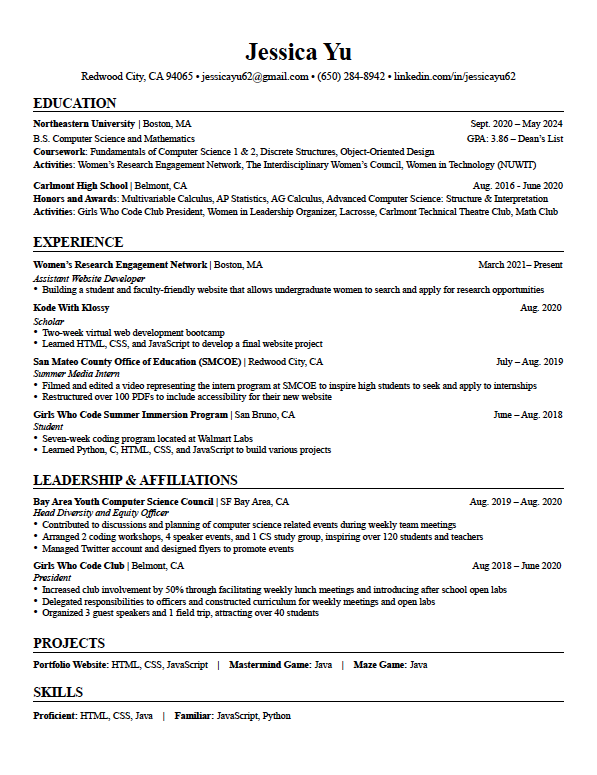 Jessica Yu
Redwood City, CA 94065 • jessicayu62@gmail.com • (650) 284-8942 • linkedin.com/in/jessicayu62
EDUCATION
Northeastern University | Boston, MA Sept. 2020 – May 2024
B.S. Computer Science and Mathematics GPA: 3.86 – Dean's List
Coursework: Fundamentals of Computer Science 1 & 2, Discrete Structures, Object-Oriented Design
Activities: Women's Research Engagement Network, The Interdisciplinary Women's Council, Women in Technology (NUWIT)
Carlmont High School | Belmont, CA Aug. 2016 - June 2020
Honors and Awards: Multivariable Calculus, AP Statistics, AG Calculus, Advanced Computer Science: Structure & Interpretation
Activities: Girls Who Code Club President, Women in Leadership Organizer, Lacrosse, Carlmont Technical Theatre Club, Math Club
EXPERIENCE
Women's Research Engagement Network | Boston, MA March 2021– Present
Assistant Website Developer
• Building a student and faculty-friendly website that allows undergraduate women to search and apply for research opportunities
Kode With Klossy Aug. 2020
Scholar
• Two-week virtual web development bootcamp
• Learned HTML, CSS, and JavaScript to develop a final website project
San Mateo County Office of Education (SMCOE) | Redwood City, CA July – Aug. 2019
Summer Media Intern
• Filmed and edited a video representing the intern program at SMCOE to inspire high students to seek and apply to internships
• Restructured over 100 PDFs to include accessibility for their new website
Girls Who Code Summer Immersion Program | San Bruno, CA June – Aug. 2018
Student
• Seven-week coding program located at Walmart Labs
• Learned Python, C, HTML, CSS, and JavaScript to build various projects
LEADERSHIP & AFFILIATIONS
Bay Area Youth Computer Science Council | SF Bay Area, CA Aug. 2019 – Aug. 2020
Head Diversity and Equity Officer
• Contributed to discussions and planning of computer science related events during weekly team meetings
• Arranged 2 coding workshops, 4 speaker events, and 1 CS study group, inspiring over 120 students and teachers
• Managed Twitter account and designed flyers to promote events
Girls Who Code Club | Belmont, CA Aug 2018 – June 2020
President
• Increased club involvement by 50% through facilitating weekly lunch meetings and introducing after school open labs
• Delegated responsibilities to officers and constructed curriculum for weekly meetings and open labs
• Organized 3 guest speakers and 1 field trip, attracting over 40 students
PROJECTS
Portfolio Website: HTML, CSS, JavaScript | Mastermind Game: Java | Maze Game: Java
SKILLS
Proficient: HTML, CSS, Java | Familiar: JavaScript, Python